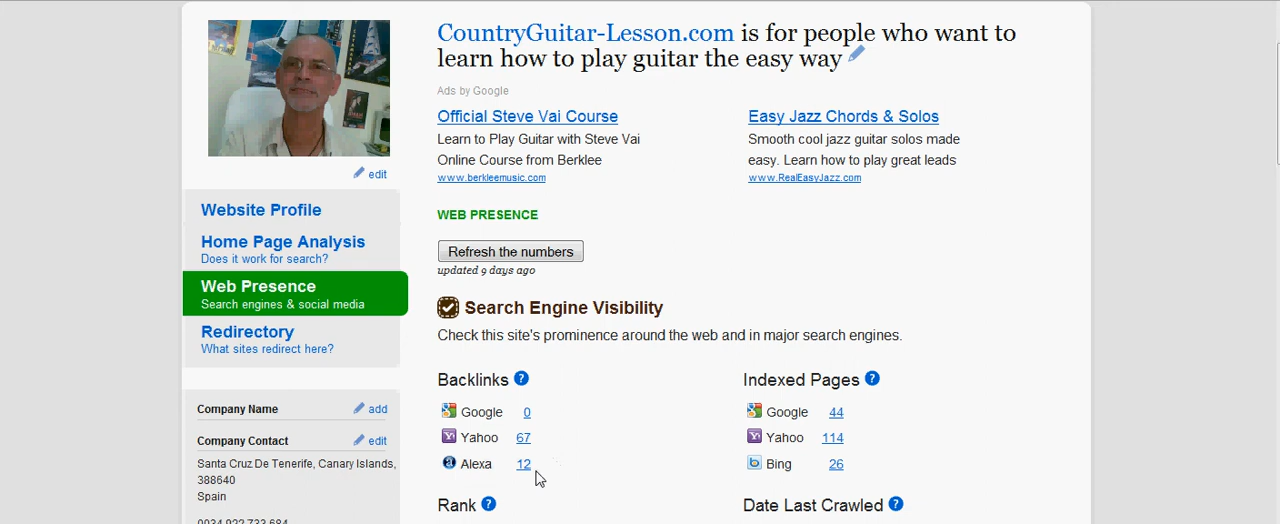 CountryGuitar-Lesson.com is for people who want to
learn how to play guitar the easy way
Ads by Google
Official Steve Vai Course
Learn to Play Guitar with Steve Vai
Online Course from Berklee
www.berkleemusic.com
Easy Jazz Chords & Solos
Smooth cool jazz guitar solos made
easy. Learn how to play great leads
www.RealEasyJazz.com
edit
Website Profile
Home Page Analysis
Does it work for search?
Web Presence
Search engines & social media
Redirectory
What sites redirect here?
Company Name
add
Company Contact
edit
Santa Cruz De Tenerife, Canary Islands,
388640
Spain
0034 922 733 684
WEB PRESENCE
Refresh the numbers
updated 9 days ago
Search Engine Visibility
Check this site's prominence around the web and in major search engines.
Backlinks ?
Google 0
Yahoo 67
Alexa 12
Rank ?
Indexed Pages ?
Google 44
Yahoo 114
Bing 26
Date Last Crawled ?